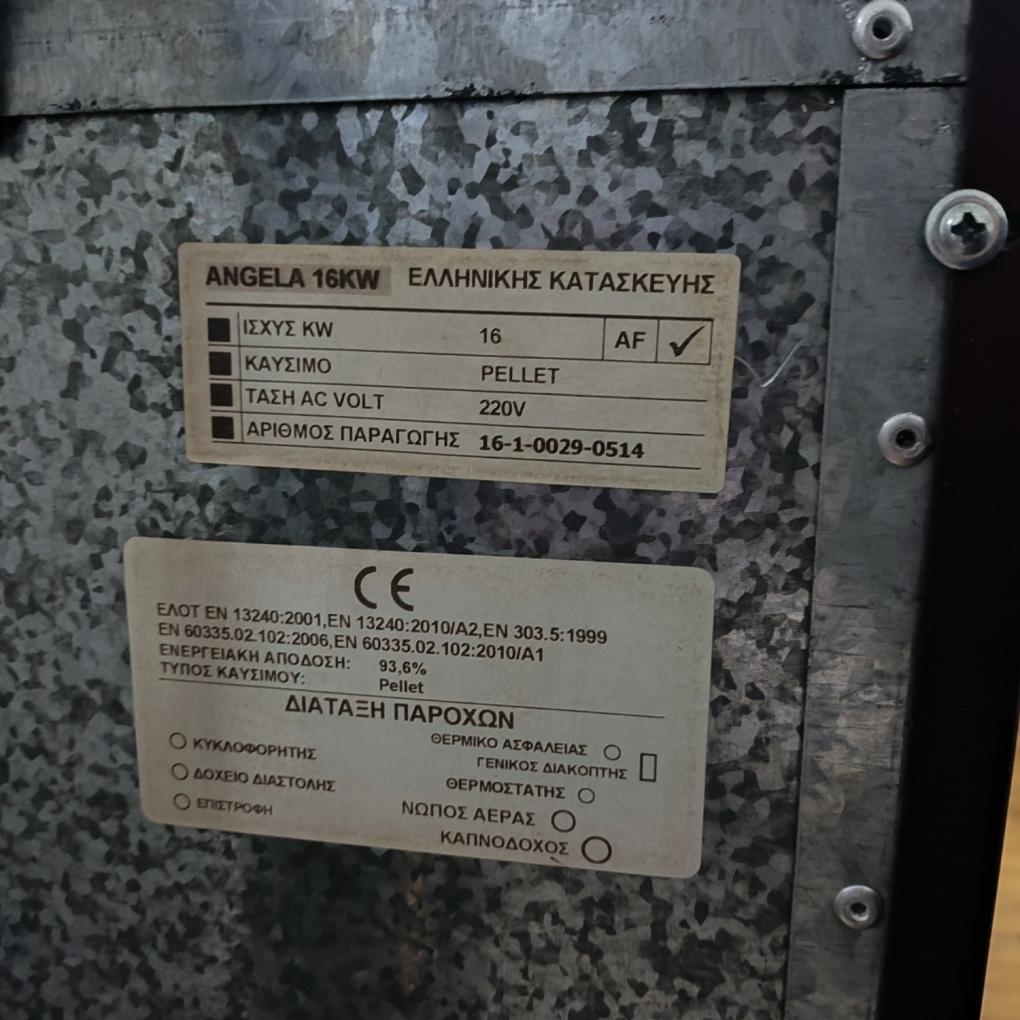 ANGELA 16KW ΕΛΛΗΝΙΚΗΣ ΚΑΤΑΣΚΕΥΗΣ
ΙΣΧΥΣ KW 16 AF ✓
ΚΑΥΣΙΜΟ PELLET
ΤΑΣΗ AC VOLT 220V
ΑΡΙΘΜΟΣ ΠΑΡΑΓΩΓΗΣ 16-1-0029-0514
CE
ΕΛΟΤ EN 13240:2001,EN 13240:2010/A2,EN 303.5:1999
EN 60335.02.102:2006,EN 60335.02.102:2010/A1
ΕΝΕΡΓΕΙΑΚΗ ΑΠΟΔΟΣΗ: 93,6%
ΤΥΠΟΣ ΚΑΥΣΙΜΟΥ: Pellet
ΔΙΑΤΑΞΗ ΠΑΡΟΧΩΝ
ΚΥΚΛΟΦΟΡΗΤΗΣ
ΔΟΧΕΙΟ ΔΙΑΣΤΟΛΗΣ
ΕΠΙΣΤΡΟΦΗ
ΘΕΡΜΙΚΟ ΑΣΦΑΛΕΙΑΣ
ΓΕΝΙΚΟΣ ΔΙΑΚΟΠΤΗΣ
ΘΕΡΜΟΣΤΑΤΗΣ
ΝΩΠΟΣ ΑΕΡΑΣ
ΚΑΠΝΟΔΟΧΟΣ